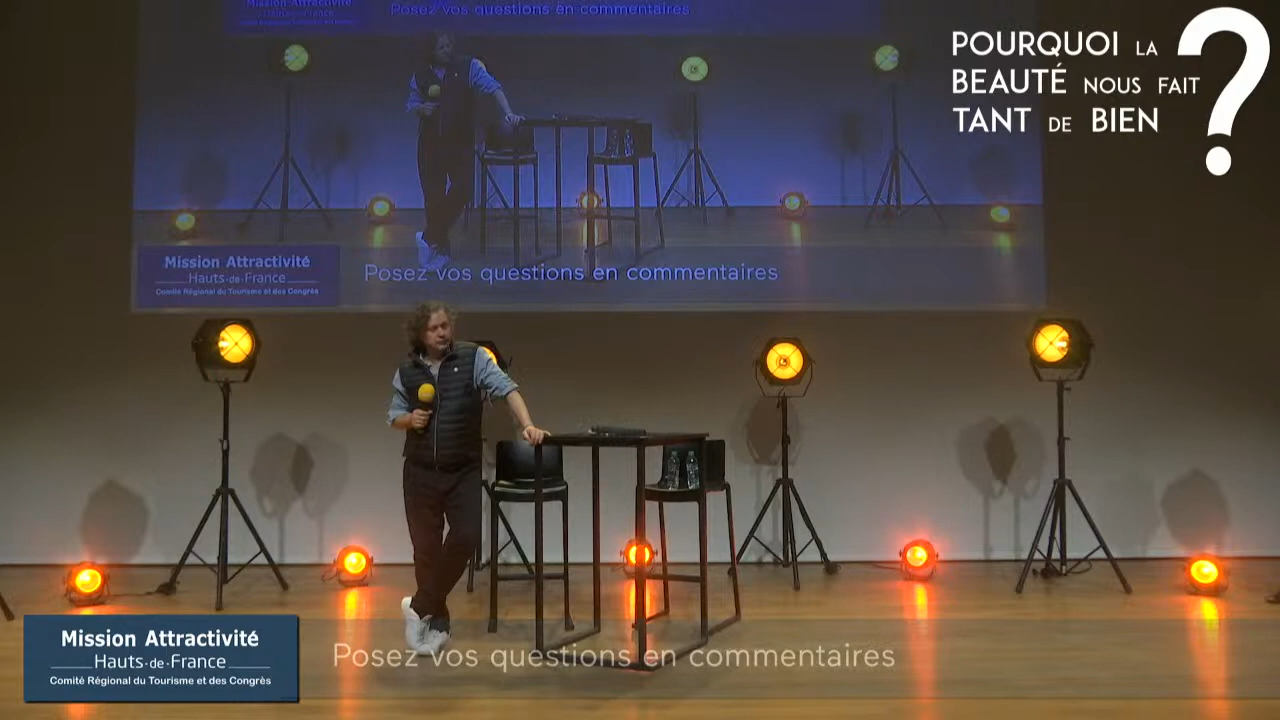 Mission Attractivité
Posez vos questions en commentaires
POURQUOI LA
BEAUTÉ NOUS FAIT
TANT DE BIEN
?
Mission Attractivité
Hauts-de-France
Comité Régional du Tourisme et des Congrès
Posez vos questions en commentaires
Mission Attractivité
Hauts-de-France
Comité Régional du Tourisme et des Congrès
Posez vos questions en commentaires